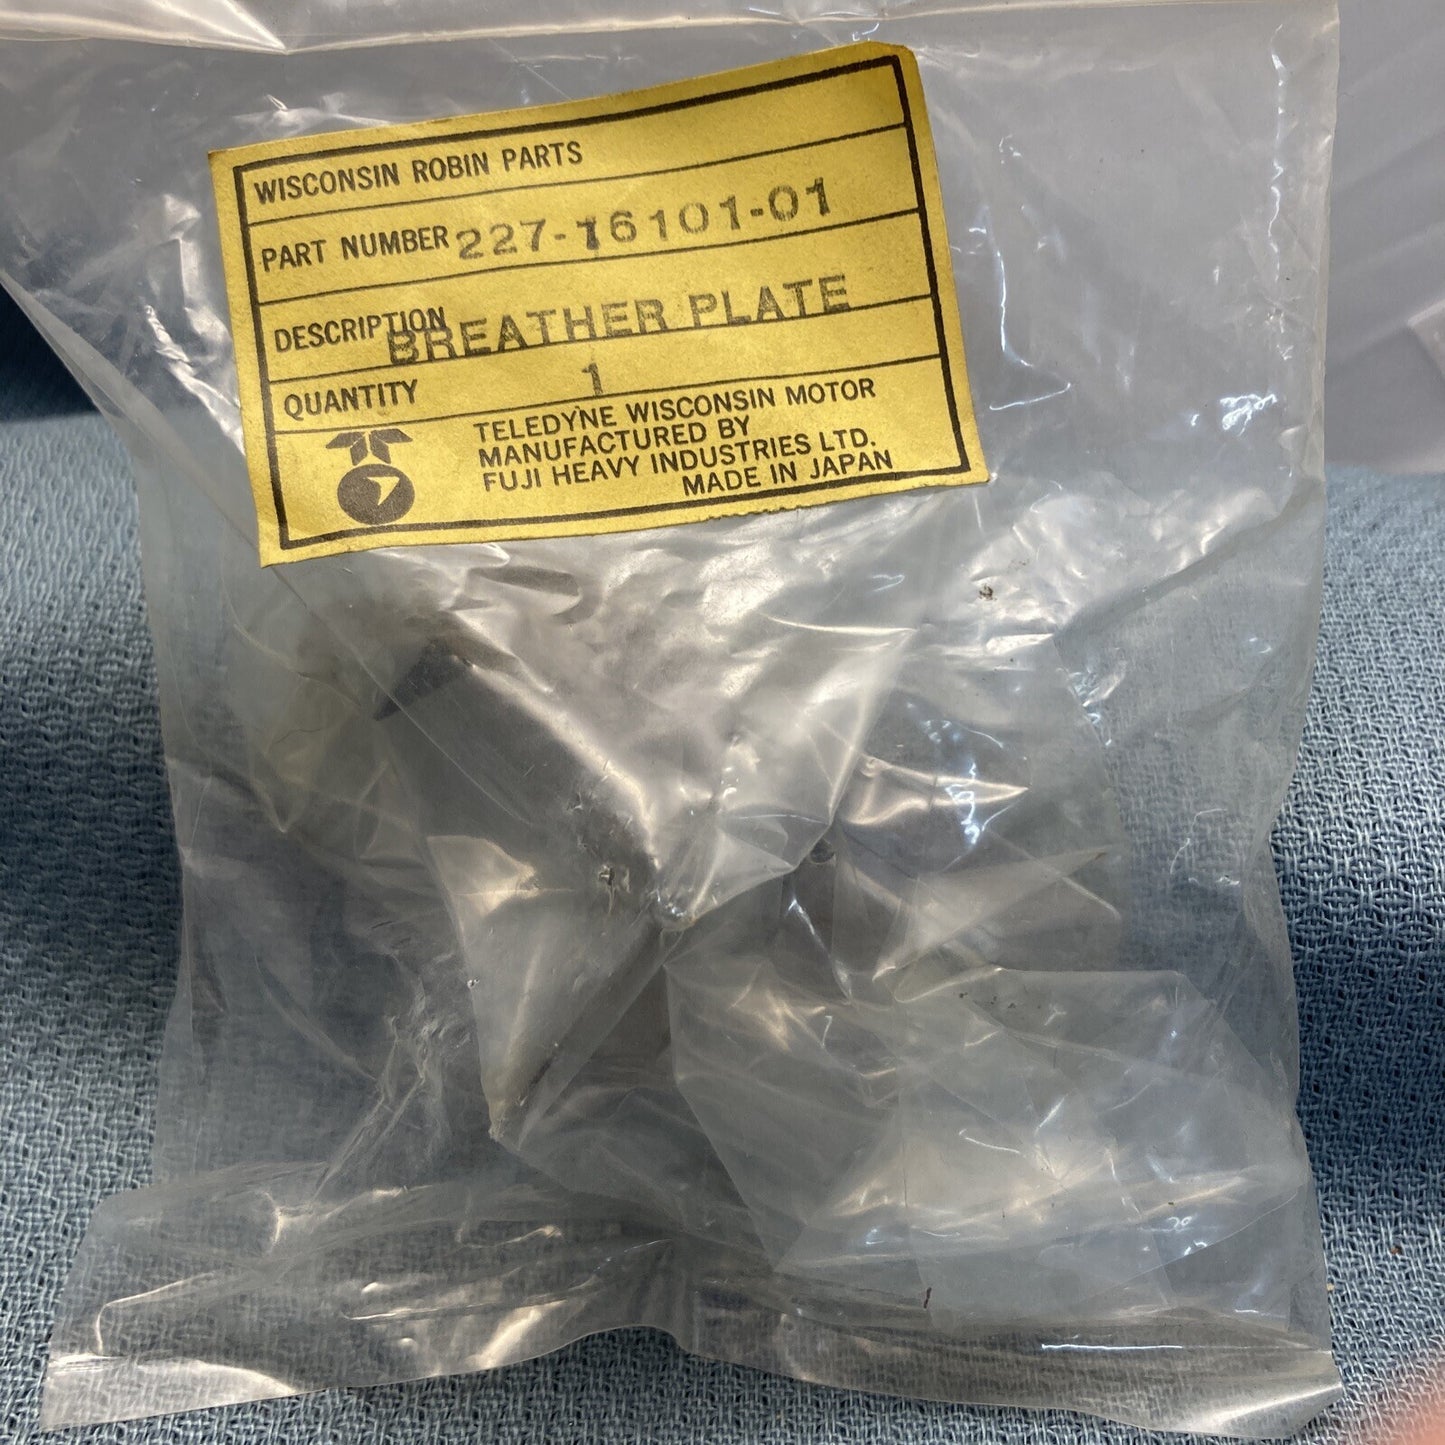 WISCONSIN ROBIN PARTS
PART NUMBER 227-16101-01
DESCRIPTION BREATHER PLATE
QUANTITY 1
TELEDYNE WISCONSIN MOTOR
MANUFACTURED BY
FUJI HEAVY INDUSTRIES LTD.
MADE IN JAPAN